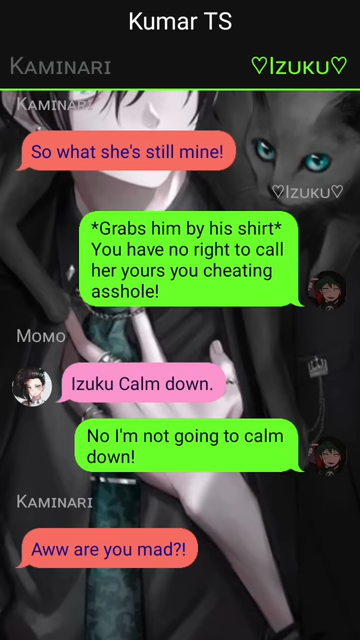 Kumar TS
Kaminari
♡Izuku♡
Kaminari
So what she's still mine!
♡Izuku♡
*Grabs him by his shirt*
You have no right to call
her yours you cheating
asshole!
Momo
Izuku Calm down.
No I'm not going to calm
down!
Kaminari
Aww are you mad?!